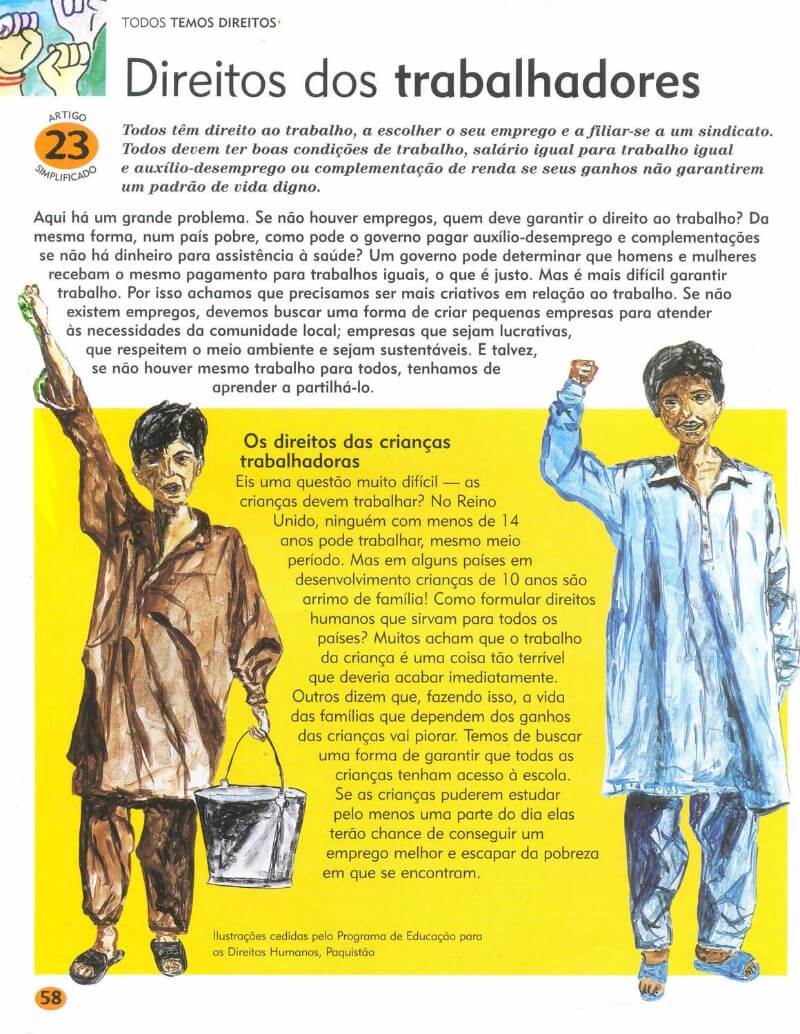 TODOS TEMOS DIREITOS
Direitos dos trabalhadores
ARTIGO
23
SIMPLIFICADO
Todos têm direito ao trabalho, a escolher o seu emprego e a filiar-se a um sindicato.
Todos devem ter boas condições de trabalho, salário igual para trabalho igual
e auxílio-desemprego ou complementação de renda se seus ganhos não garantirem
um padrão de vida digno.
Aqui há um grande problema. Se não houver empregos, quem deve garantir o direito ao trabalho? Da
mesma forma, num país pobre, como pode o governo pagar auxílio-desemprego e complementações
se não há dinheiro para assistência à saúde? Um governo pode determinar que homens e mulheres
recebam o mesmo pagamento para trabalhos iguais, o que é justo. Mas é mais difícil garantir
trabalho. Por isso achamos que precisamos ser mais criativos em relação ao trabalho. Se não
existem empregos, devemos buscar uma forma de criar pequenas empresas para atender
às necessidades da comunidade local; empresas que sejam lucrativas,
que respeitem o meio ambiente e sejam sustentáveis. E talvez,
se não houver mesmo trabalho para todos, tenhamos de
aprender a partilhá-lo.
Os direitos das crianças
trabalhadoras
Eis uma questão muito difícil — as
crianças devem trabalhar? No Reino
Unido, ninguém com menos de 14
anos pode trabalhar, mesmo meio
período. Mas em alguns países em
desenvolvimento crianças de 10 anos são
arrimo de família! Como formular direitos
humanos que sirvam para todos os
países? Muitos acham que o trabalho
da criança é uma coisa tão terrível
que deveria acabar imediatamente.
Outros dizem que, fazendo isso, a vida
das famílias que dependem dos ganhos
das crianças vai piorar. Temos de buscar
uma forma de garantir que todas as
crianças tenham acesso à escola.
Se as crianças puderem estudar
pelo menos uma parte do dia elas
terão chance de conseguir um
emprego melhor e escapar da pobreza
em que se encontram.
Ilustrações cedidas pelo Programa de Educação para
os Direitos Humanos, Paquistão
58